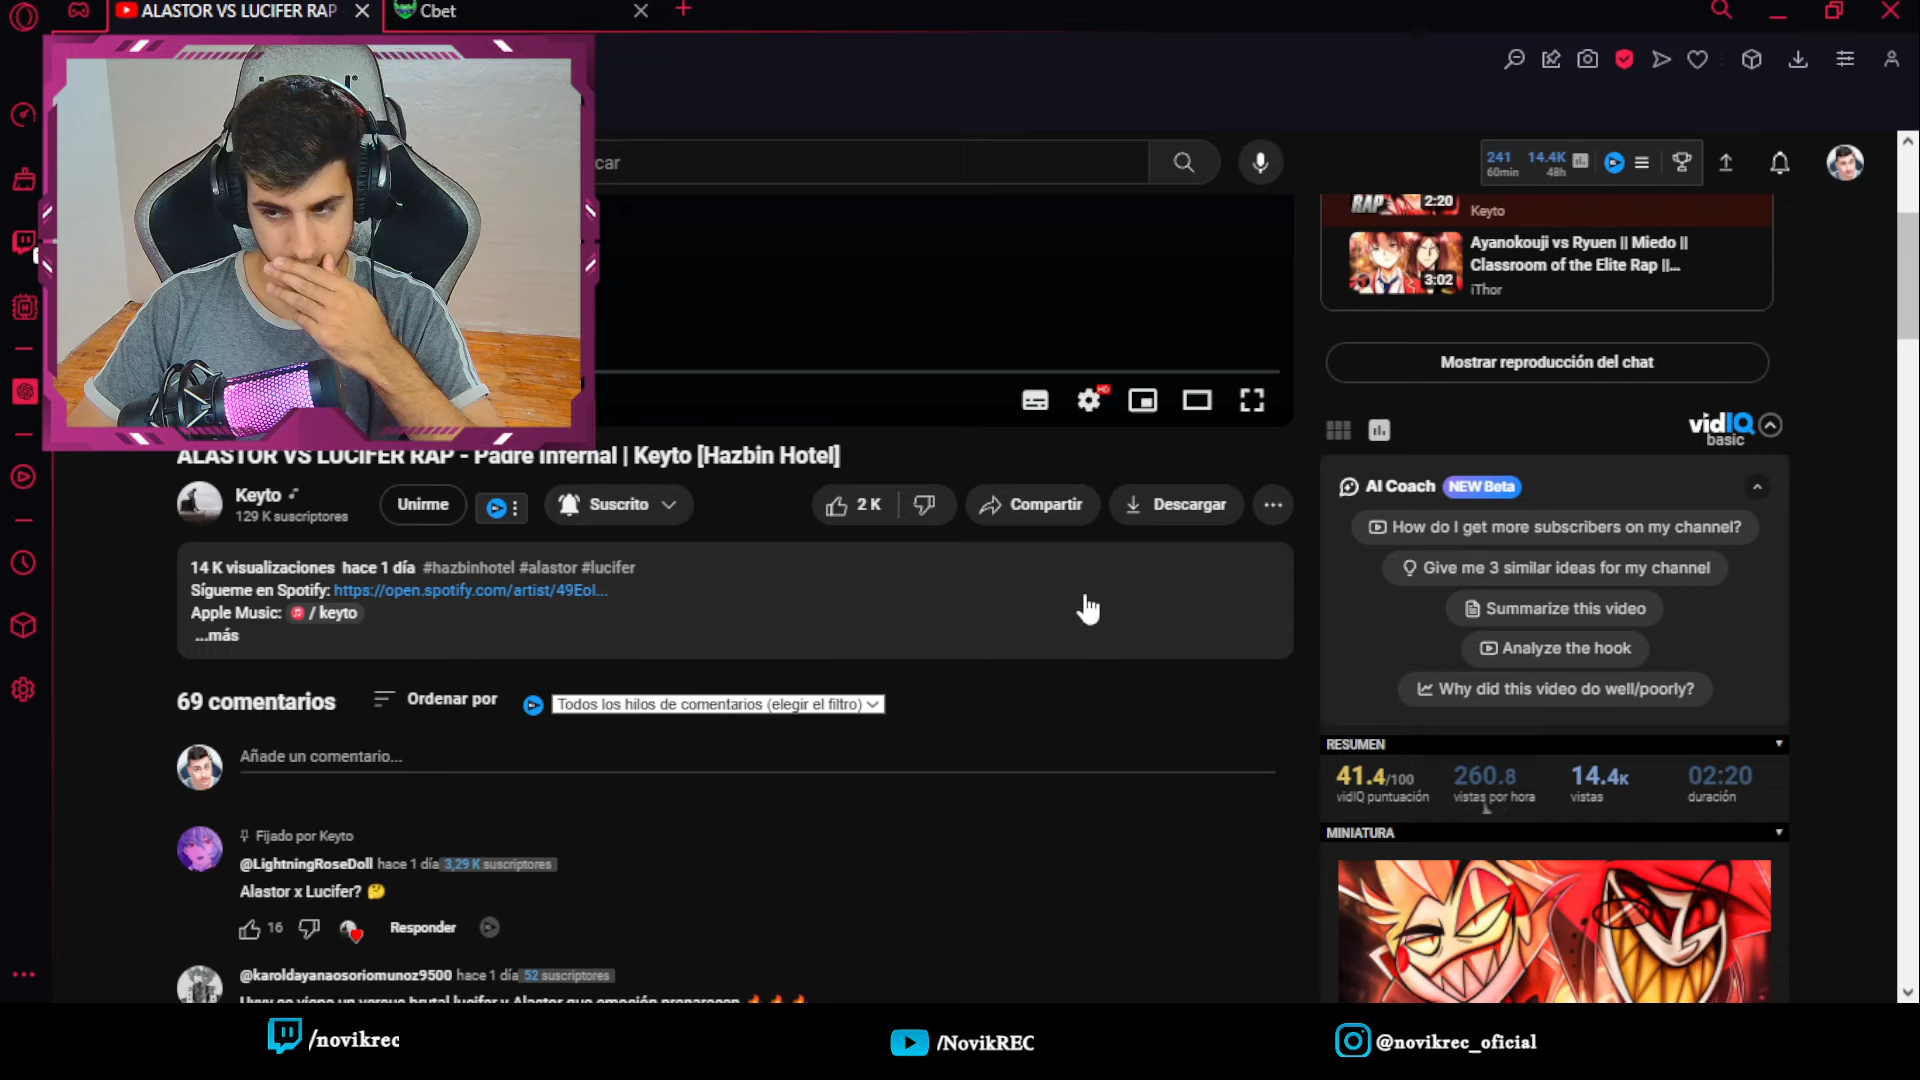 ALASTOR VS LUCIFER RAP
Cbet
car
241 14.4K
60min 48h
RAP 2:20
Keyto
Ayanokouji vs Ryuen || Miedo ||
Classroom of the Elite Rap ||...
3:02
iThor
Mostrar reproducción del chat
HD
vidIQ
basic
ALASTOR VS LUCIFER RAP - Padre Infernal | Keyto [Hazbin Hotel]
Keyto
129 K suscriptores
Unirme
Suscrito
2 K
Compartir
Descargar
AI Coach NEW Beta
How do I get more subscribers on my channel?
Give me 3 similar ideas for my channel
Summarize this video
Analyze the hook
Why did this video do well/poorly?
14 K visualizaciones hace 1 día #hazbinhotel #alastor #lucifer
Sígueme en Spotify: https://open.spotify.com/artist/49Eol...
Apple Music: / keyto
...más
69 comentarios
Ordenar por
Todos los hilos de comentarios (elegir el filtro)
Añade un comentario...
RESUMEN
41.4/100 260.8 14.4K 02:20
vidIQ puntuación vistas por hora vistas duración
MINIATURA
Fijado por Keyto
@LightningRoseDoll hace 1 día 3,29 K suscriptores
Alastor x Lucifer? 🤔
16 Responder
@karoldayanaosoriomunoz9500 hace 1 día 52 suscriptores
/novikrec
/NovikREC
@novikrec_oficial